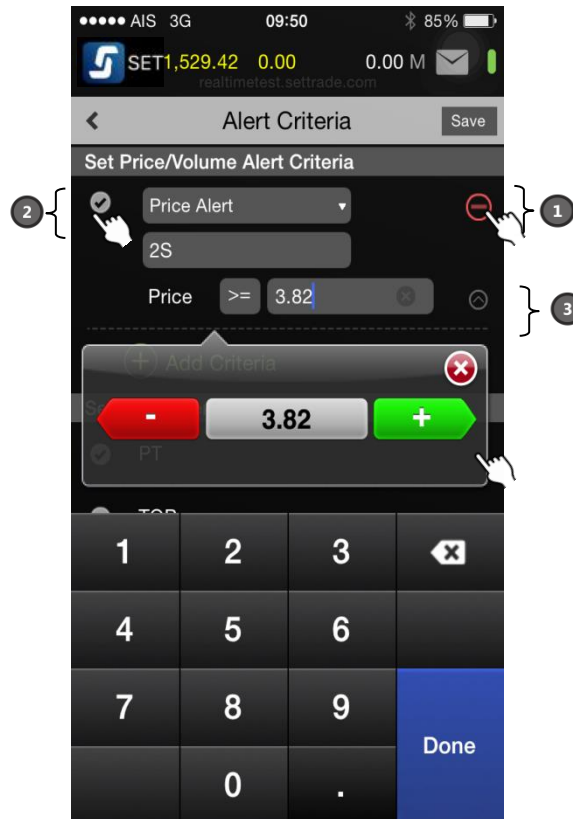 AIS 3G 09:50 85%
SET1,529.42 0.00 0.00 M
realtimetest.settrade.com
Alert Criteria Save
Set Price/Volume Alert Criteria
2 Price Alert 1
2S
Price >= 3.82 3
+ Add Criteria
- 3.82 +
PT
TOP
1 2 3
4 5 6
7 8 9
Done
0 .